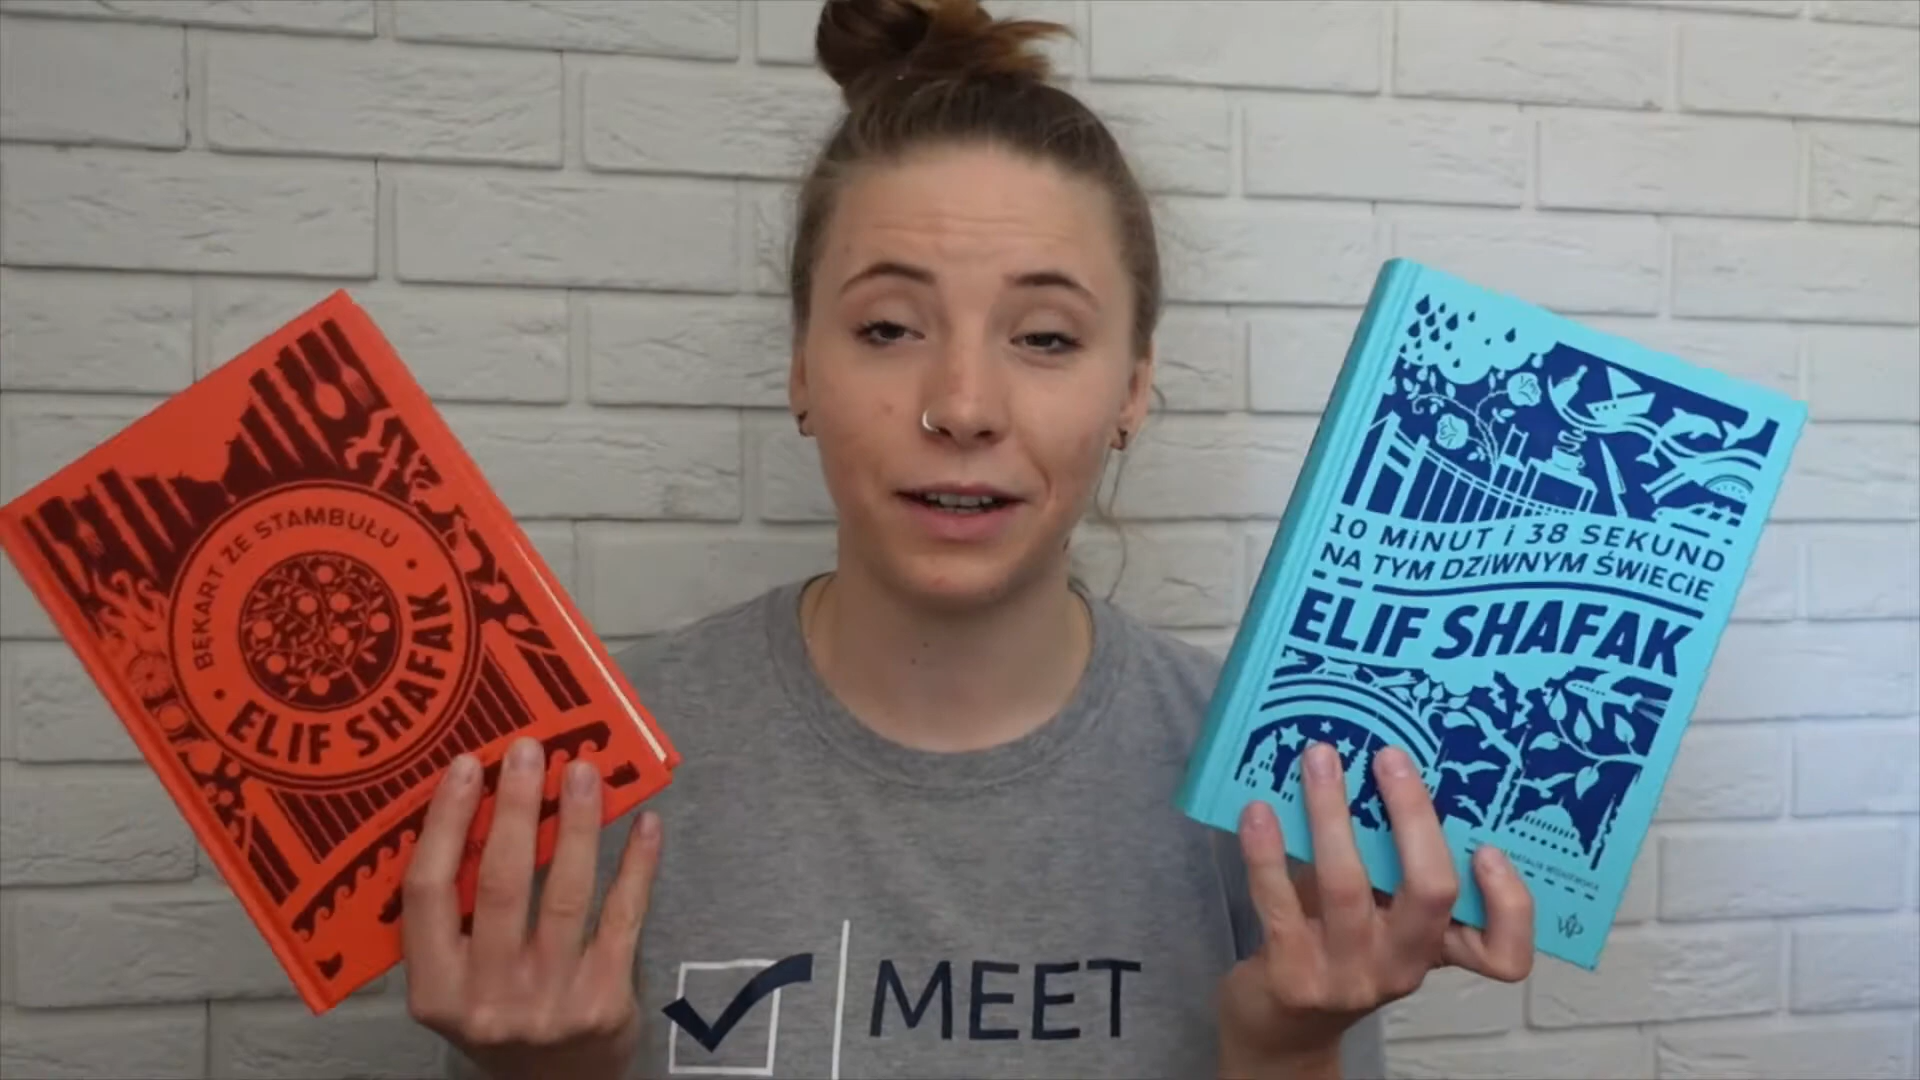 BĘKART ZE STAMBUŁU
ELIF SHAFAK
10 MiNUT i 38 SEKUND
NA TYM DZiWNYM ŚWiECiE
ELIF SHAFAK
MEET